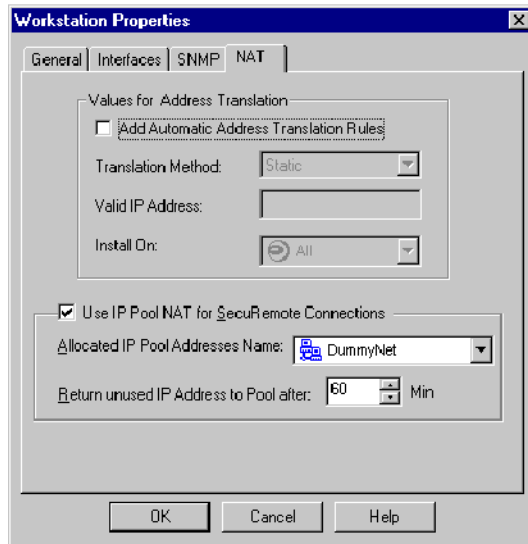 Workstation Properties
General Interfaces SNMP NAT
Values for Address Translation
Add Automatic Address Translation Rules
Translation Method: Static
Valid IP Address:
Install On: All
Use IP Pool NAT for SecuRemote Connections
Allocated IP Pool Addresses Name: DummyNet
Return unused IP Address to Pool after: 60 Min
OK Cancel Help